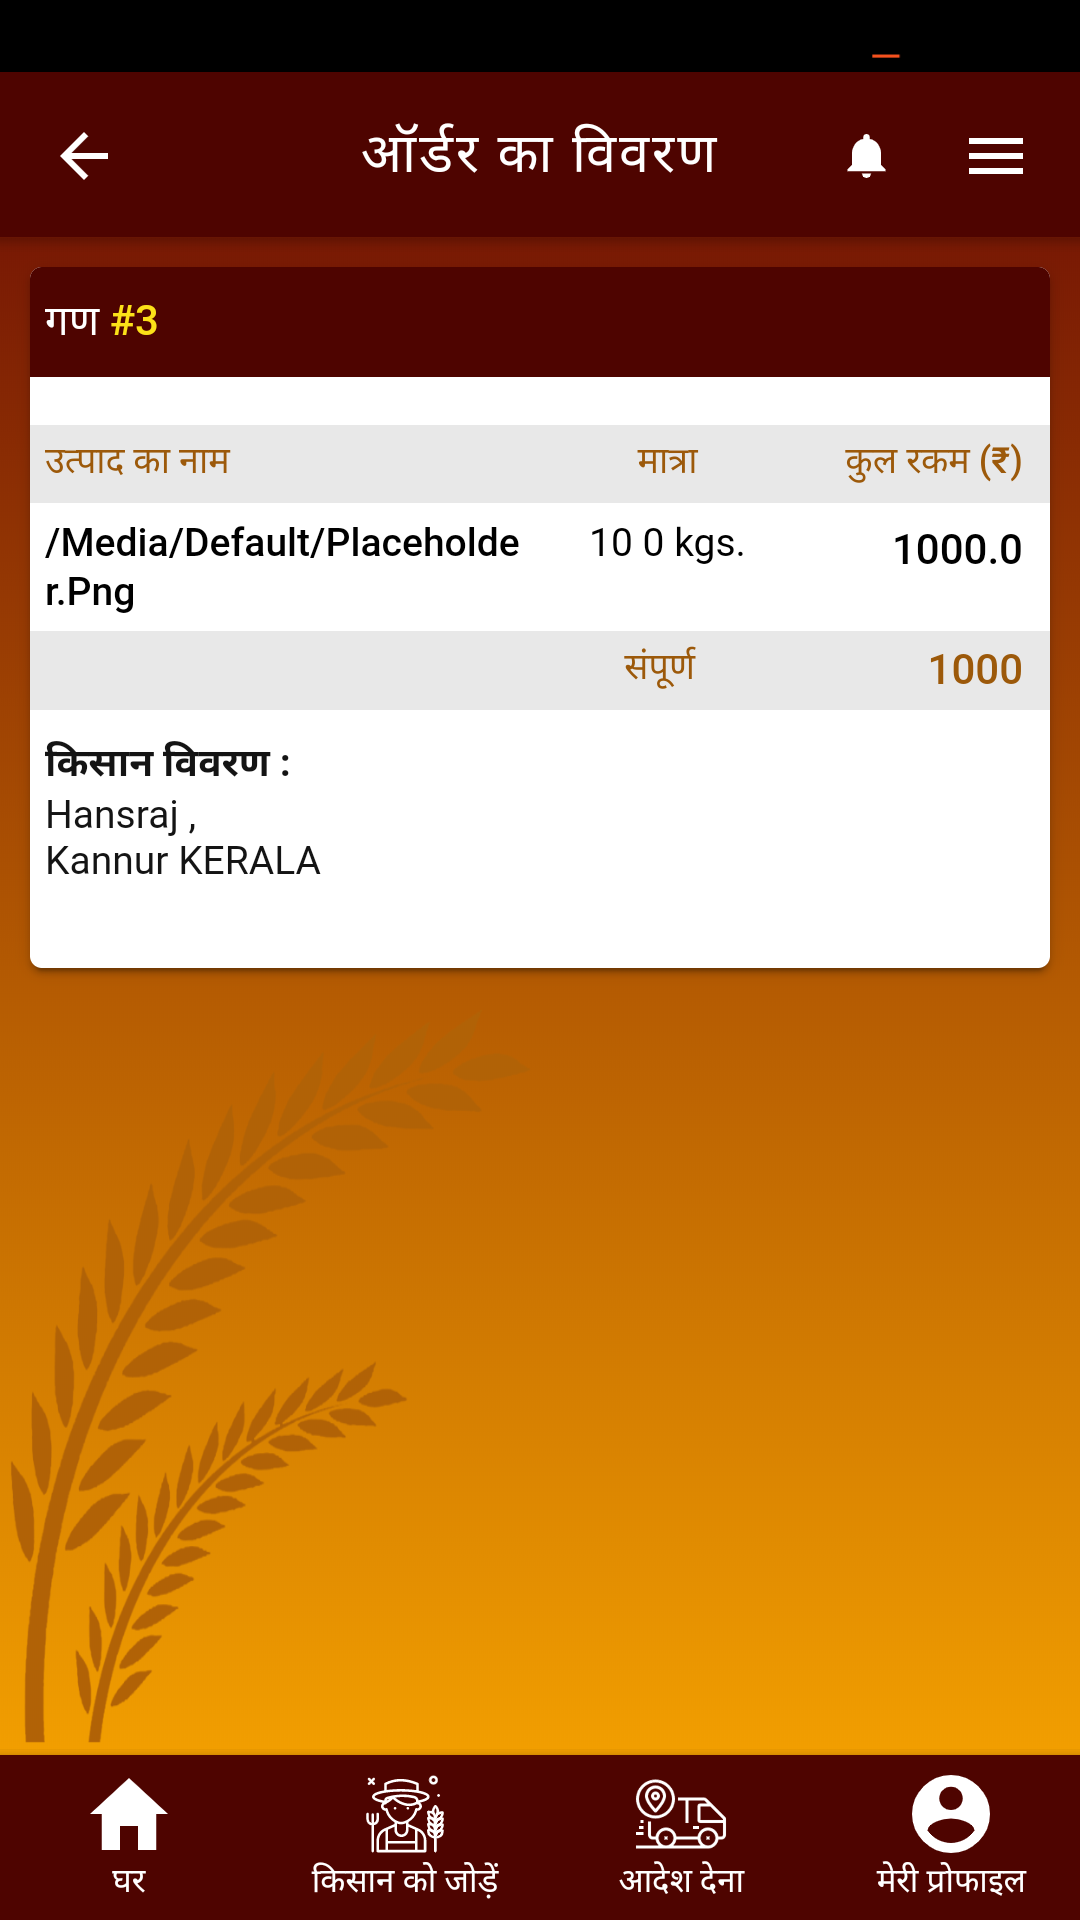 ऑर्डर का विवरण
गण #3
उत्पाद का नाम मात्रा कुल रकम (₹)
/Media/Default/Placeholde 10 0 kgs. 1000.0
r.Png
संपूर्ण 1000
किसान विवरण :
Hansraj ,
Kannur KERALA
घर किसान को जोड़ें आदेश देना मेरी प्रोफाइल